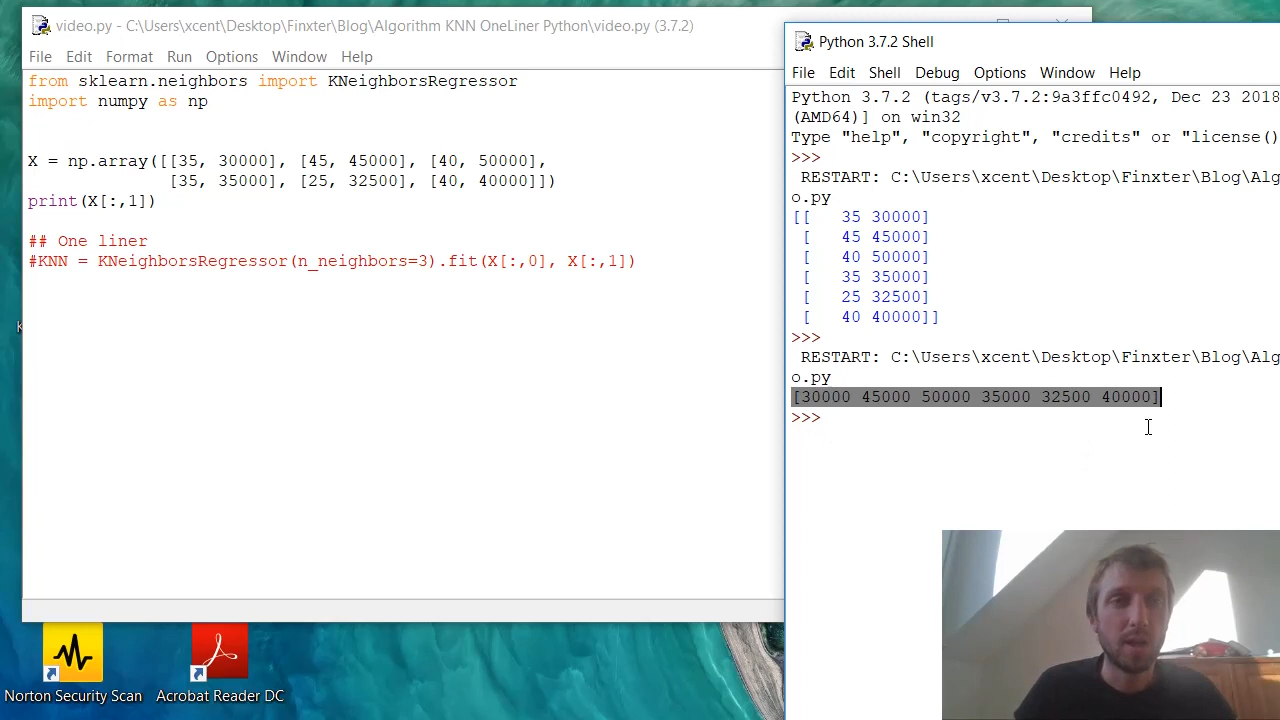 video.py - C:\Users\xcent\Desktop\Finxter\Blog\Algorithm KNN OneLiner Python\video.py (3.7.2)
File Edit Format Run Options Window Help
from sklearn.neighbors import KNeighborsRegressor
import numpy as np
X = np.array([[35, 30000], [45, 45000], [40, 50000],
[35, 35000], [25, 32500], [40, 40000]])
print(X[:,1])
## One liner
#KNN = KNeighborsRegressor(n_neighbors=3).fit(X[:,0], X[:,1])
Python 3.7.2 Shell
File Edit Shell Debug Options Window Help
Python 3.7.2 (tags/v3.7.2:9a3ffc0492, Dec 23 2018
(AMD64)] on win32
Type "help", "copyright", "credits" or "license()
>>>
RESTART: C:\Users\xcent\Desktop\Finxter\Blog\Alg
o.py
[[ 35 30000]
[ 45 45000]
[ 40 50000]
[ 35 35000]
[ 25 32500]
[ 40 40000]]
>>>
RESTART: C:\Users\xcent\Desktop\Finxter\Blog\Alg
o.py
[30000 45000 50000 35000 32500 40000]
>>>
Norton Security Scan
Acrobat Reader DC